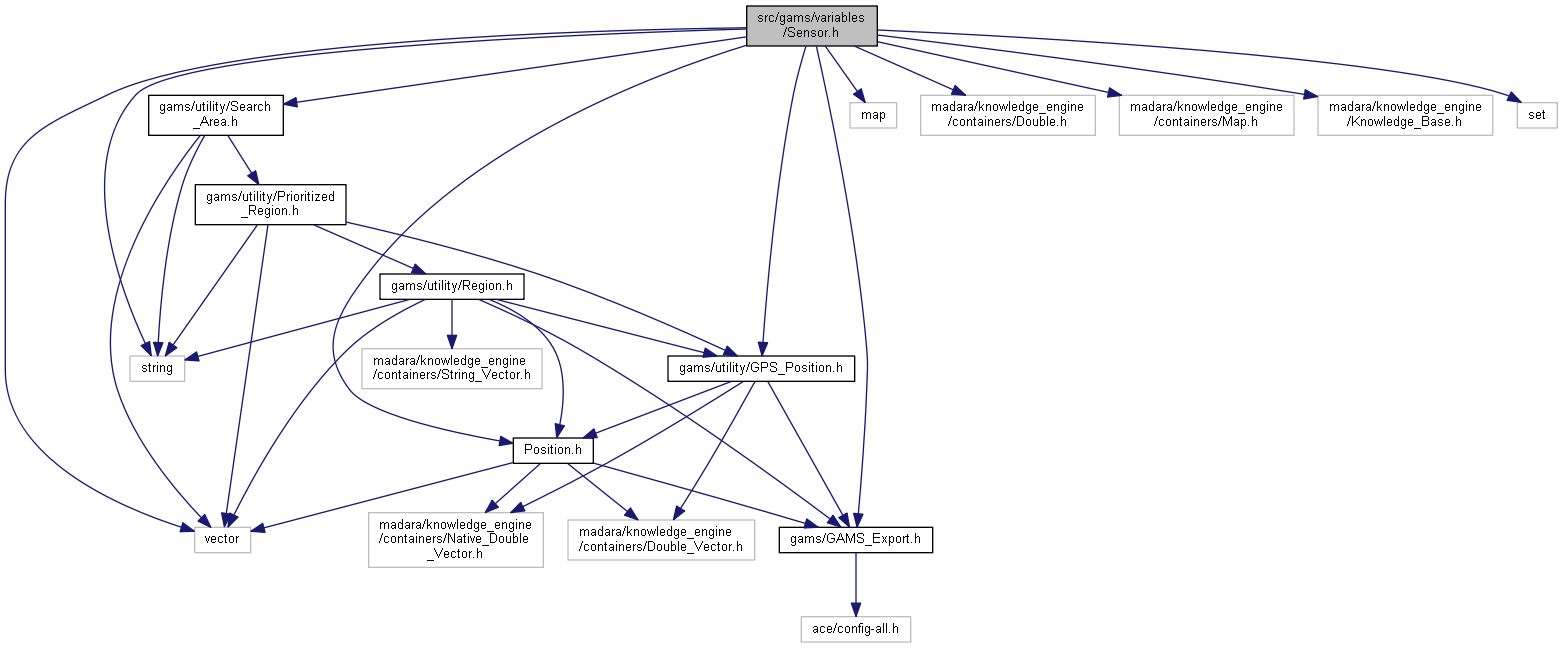 src/gams/variables
/Sensor.h
gams/utility/Search
_Area.h
map
madara/knowledge_engine
/containers/Double.h
madara/knowledge_engine
/containers/Map.h
madara/knowledge_engine
/Knowledge_Base.h
set
gams/utility/Prioritized
_Region.h
gams/utility/Region.h
string
madara/knowledge_engine
/containers/String_Vector.h
gams/utility/GPS_Position.h
Position.h
vector
madara/knowledge_engine
/containers/Native_Double
_Vector.h
madara/knowledge_engine
/containers/Double_Vector.h
gams/GAMS_Export.h
ace/config-all.h